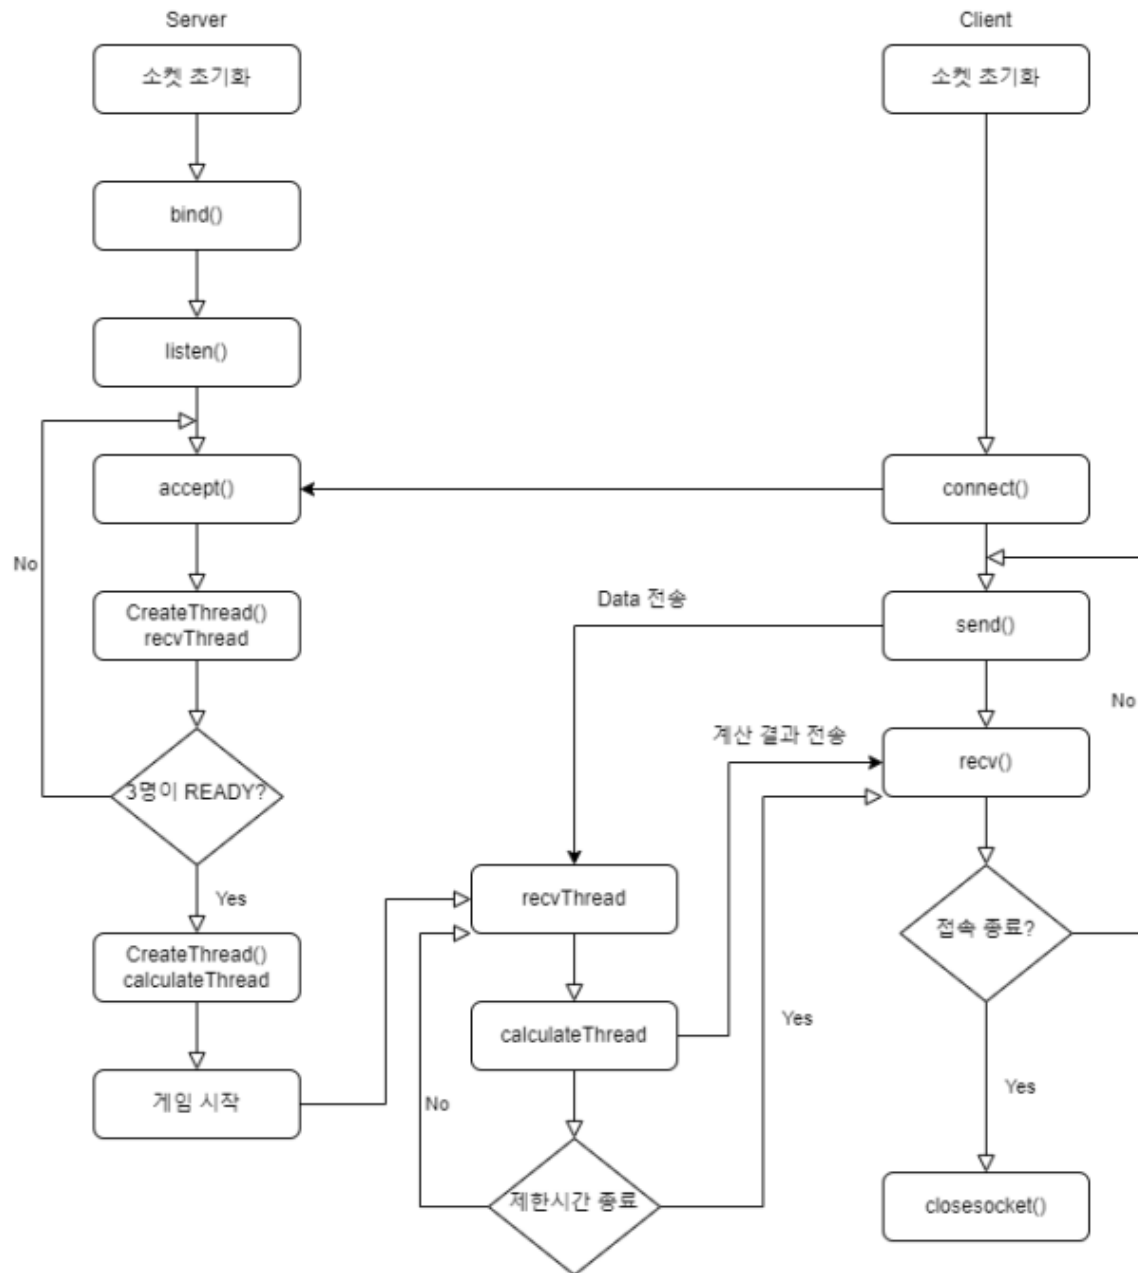 Server
Client
소켓 초기화
소켓 초기화
bind()
listen()
accept()
connect()
No
CreateThread()
recvThread
Data 전송
send()
No
계산 결과 전송
recv()
3명이 READY?
Yes
recvThread
접속 종료?
CreateThread()
calculateThread
calculateThread
Yes
게임 시작
No
Yes
제한시간 종료
closesocket()